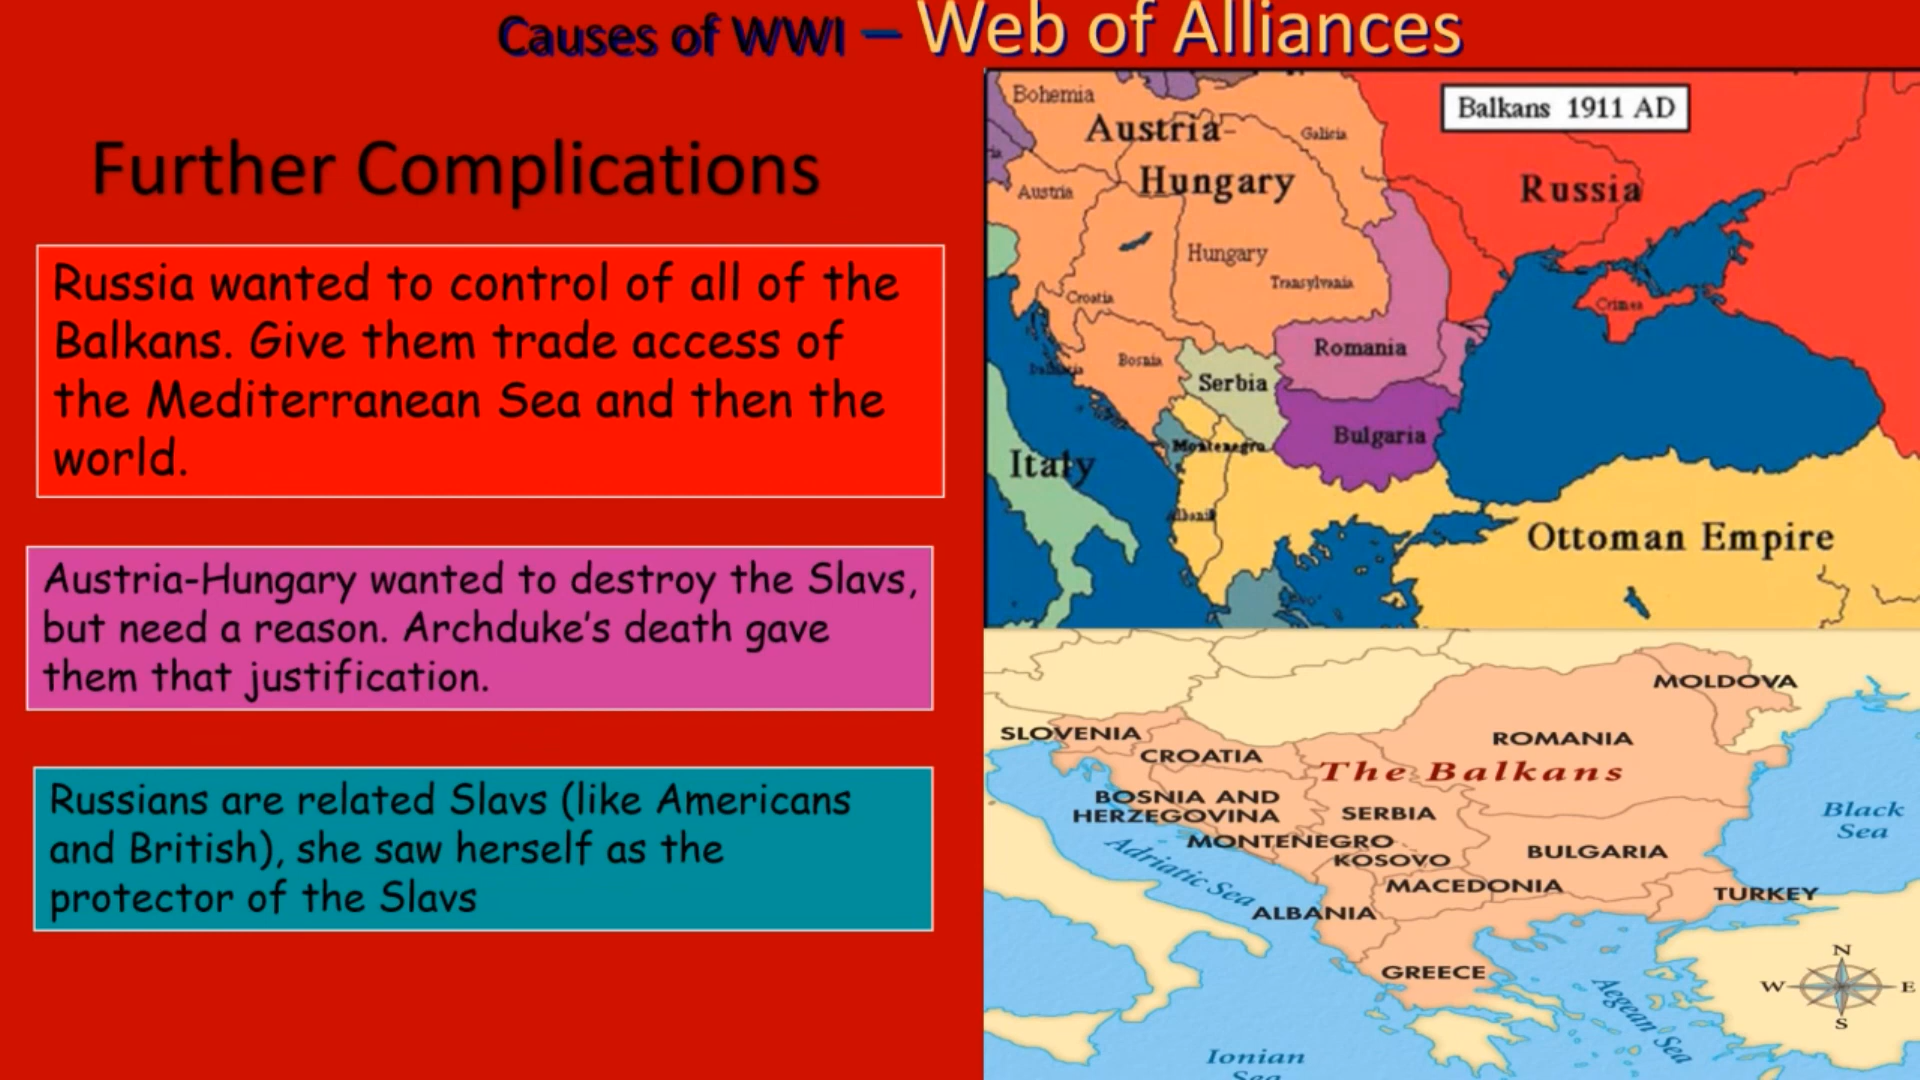 Causes of WWI – Web of Alliances
Further Complications
Russia wanted to control of all of the
Balkans. Give them trade access of
the Mediterranean Sea and then the
world.
Austria-Hungary wanted to destroy the Slavs,
but need a reason. Archduke's death gave
them that justification.
Russians are related Slavs (like Americans
and British), she saw herself as the
protector of the Slavs
Balkans 1911 AD
Bohemia
Austria-
Hungary
Galicia
Russia
Austria
Hungary
Transylvania
Croatia
Crimea
Bosnia
Dalmatia
Romania
Serbia
Bulgaria
Montenegro
Italy
Albania
Ottoman Empire
MOLDOVA
SLOVENIA
CROATIA
ROMANIA
The Balkans
BOSNIA AND
HERZEGOVINA
SERBIA
Black
Sea
MONTENEGRO
KOSOVO
BULGARIA
Adriatic Sea
MACEDONIA
TURKEY
ALBANIA
GREECE
Aegean Sea
N
W
E
S
Ionian
Sea